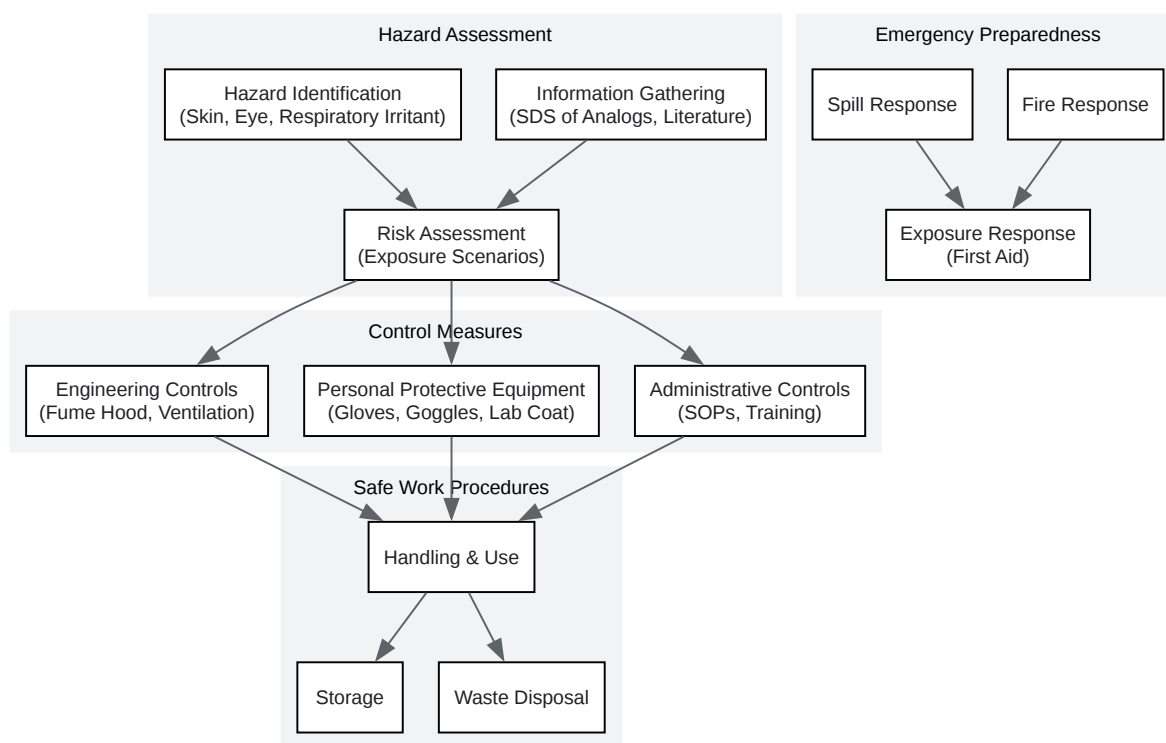 Hazard Assessment
Emergency Preparedness
Hazard Identification
(Skin, Eye, Respiratory Irritant)
Information Gathering
(SDS of Analogs, Literature)
Spill Response
Fire Response
Risk Assessment
(Exposure Scenarios)
Exposure Response
(First Aid)
Control Measures
Engineering Controls
(Fume Hood, Ventilation)
Personal Protective Equipment
(Gloves, Goggles, Lab Coat)
Administrative Controls
(SOPs, Training)
Safe Work Procedures
Handling & Use
Storage
Waste Disposal